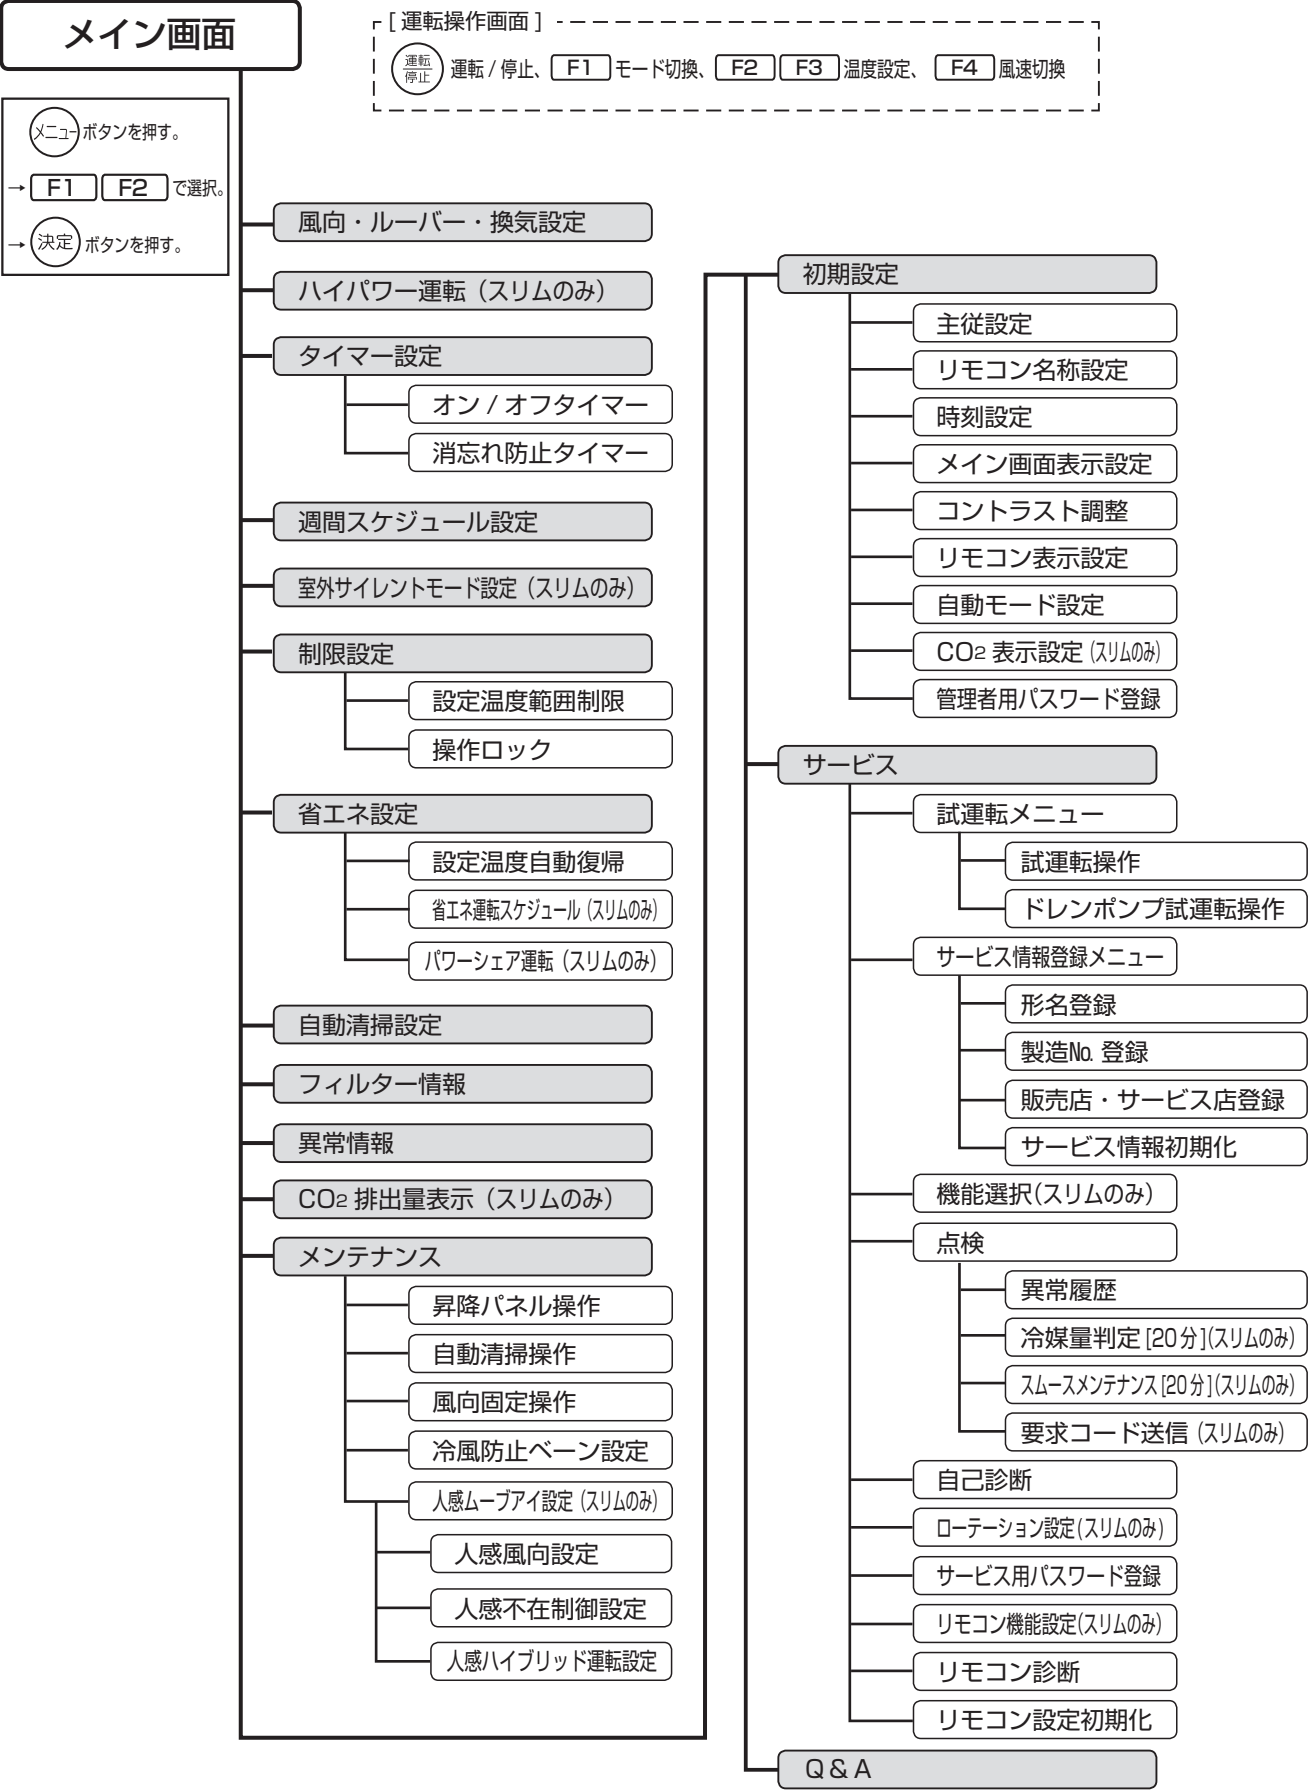 メイン画面
[ 運転操作画面 ]
運転
停止
運転 / 停止、 F1 モード切換、 F2 F3 温度設定、 F4 風速切換
メニュー ボタンを押す。
→ F1 F2 で選択。
→ 決定 ボタンを押す。
風向・ルーバー・換気設定
ハイパワー運転（スリムのみ）
タイマー設定
オン / オフタイマー
消忘れ防止タイマー
週間スケジュール設定
室外サイレントモード設定（スリムのみ）
制限設定
設定温度範囲制限
操作ロック
省エネ設定
設定温度自動復帰
省エネ運転スケジュール（スリムのみ）
パワーシェア運転（スリムのみ）
自動清掃設定
フィルター情報
異常情報
CO2 排出量表示（スリムのみ）
メンテナンス
昇降パネル操作
自動清掃操作
風向固定操作
冷風防止ベーン設定
人感ムーブアイ設定（スリムのみ）
人感風向設定
人感不在制御設定
人感ハイブリッド運転設定
初期設定
主従設定
リモコン名称設定
時刻設定
メイン画面表示設定
コントラスト調整
リモコン表示設定
自動モード設定
CO2 表示設定（スリムのみ）
管理者用パスワード登録
サービス
試運転メニュー
試運転操作
ドレンポンプ試運転操作
サービス情報登録メニュー
形名登録
製造№ 登録
販売店・サービス店登録
サービス情報初期化
機能選択（スリムのみ）
点検
異常履歴
冷媒量判定 [20分]（スリムのみ）
スムースメンテナンス [20分]（スリムのみ）
要求コード送信（スリムのみ）
自己診断
ローテーション設定（スリムのみ）
サービス用パスワード登録
リモコン機能設定（スリムのみ）
リモコン診断
リモコン設定初期化
Q & A